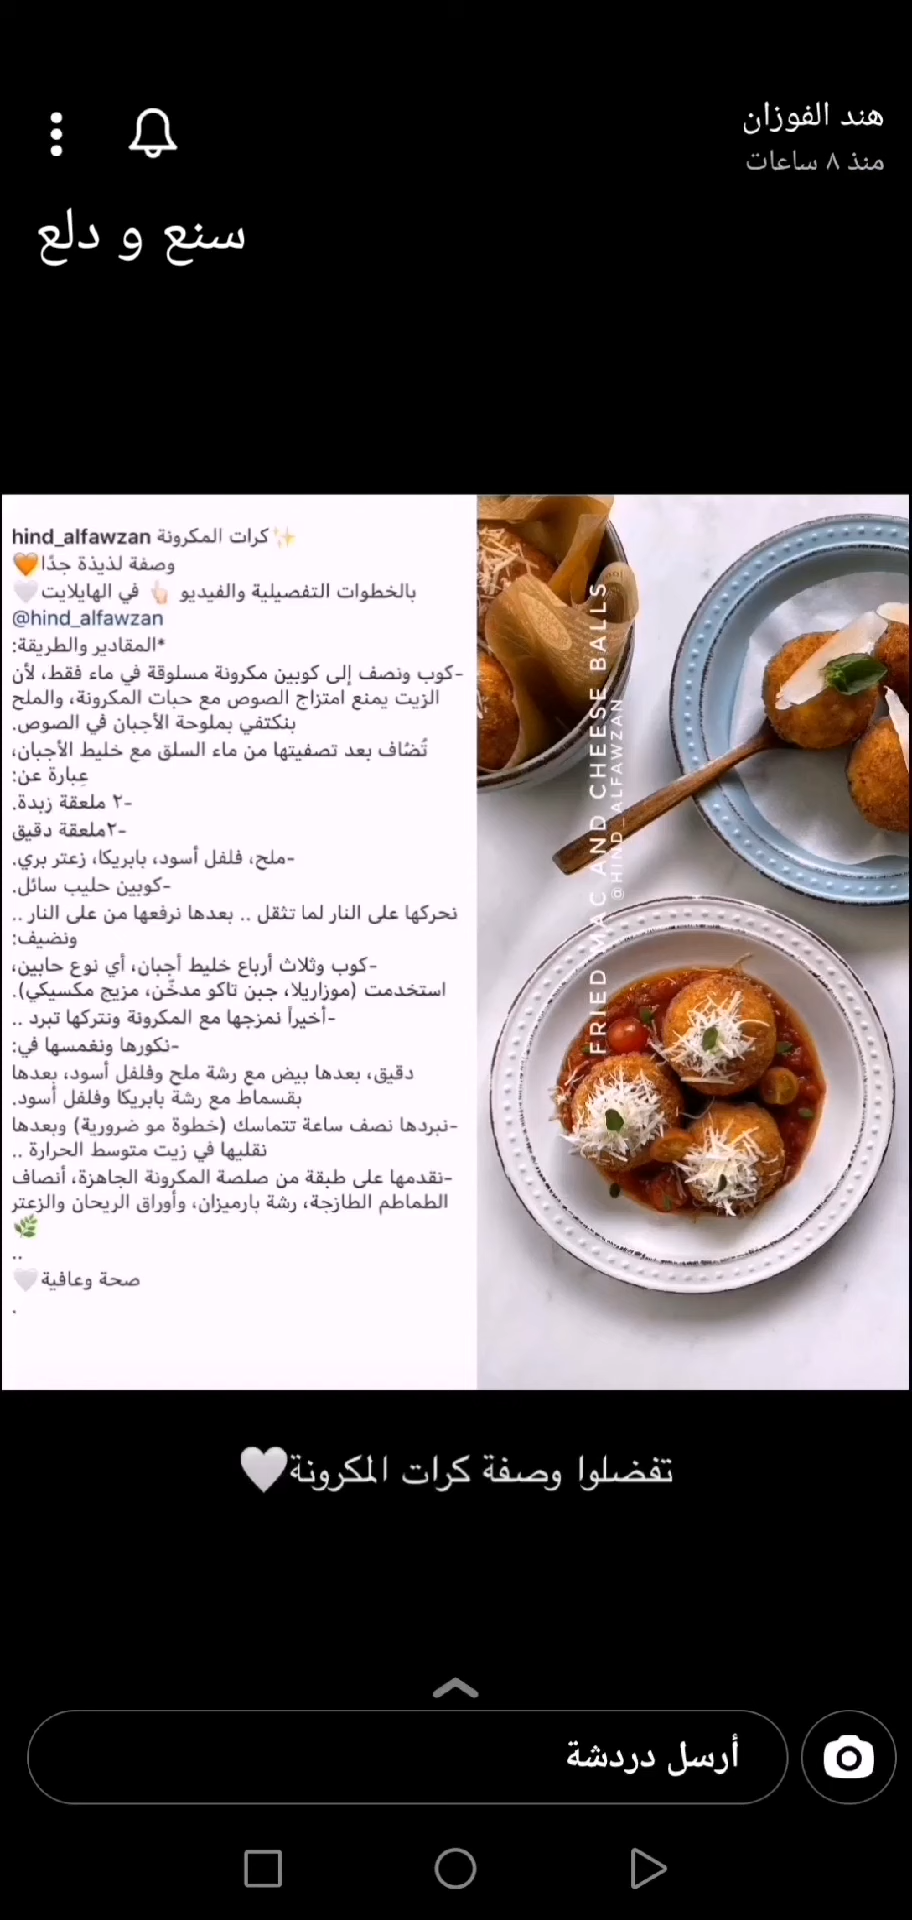 هند الفوزان
منذ ٨ ساعات
سنع و دلع
hind_alfawzan كرات المكرونة✨
وصفة لذيذة جدًا🧡
بالخطوات التفصيلية والفيديو 👆🏻 في الهايلايت🤍
@hind_alfawzan
*المقادير والطريقة:
-كوب ونصف إلى كوبين مكرونة مسلوقة في ماء فقط، لأن
الزيت يمنع امتزاج الصوص مع حبات المكرونة، والملح
بنكتفي بملوحة الأجبان في الصوص.
تُضاف بعد تصفيتها من ماء السلق مع خليط الأجبان،
عبارة عن:
-٢ ملعقة زبدة.
-٢ملعقة دقيق
-ملح، فلفل أسود، بابريكا، زعتر بري.
-كوبين حليب سائل.
نحركها على النار لما تثقل .. بعدها نرفعها من على النار ..
ونضيف:
-كوب وثلاث أرباع خليط أجبان، أي نوع حابين،
استخدمت (موزاريلا، جبن تاكو مدخّن، مزيج مكسيكي).
-أخيراً نمزجها مع المكرونة ونتركها تبرد ..
-نكورها ونغمسها في:
دقيق، بعدها بيض مع رشة ملح وفلفل أسود، بعدها
بقسماط مع رشة بابريكا وفلفل أسود.
-نبردها نصف ساعة تتماسك (خطوة مو ضرورية) وبعدها
نقليها في زيت متوسط الحرارة ..
-نقدمها على طبقة من صلصة المكرونة الجاهزة، أنصاف
الطماطم الطازجة، رشة بارميزان، وأوراق الريحان والزعتر
🌿
..
صحة وعافية🤍
.
FRIED MAC AND CHEESE BALLS
@HIND_ALFAWZAN
تفضلوا وصفة كرات المكرونة🤍
أرسل دردشة